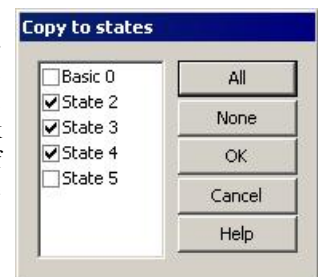 Copy to states
Basic 0
State 2
State 3
State 4
State 5
All
None
OK
Cancel
Help